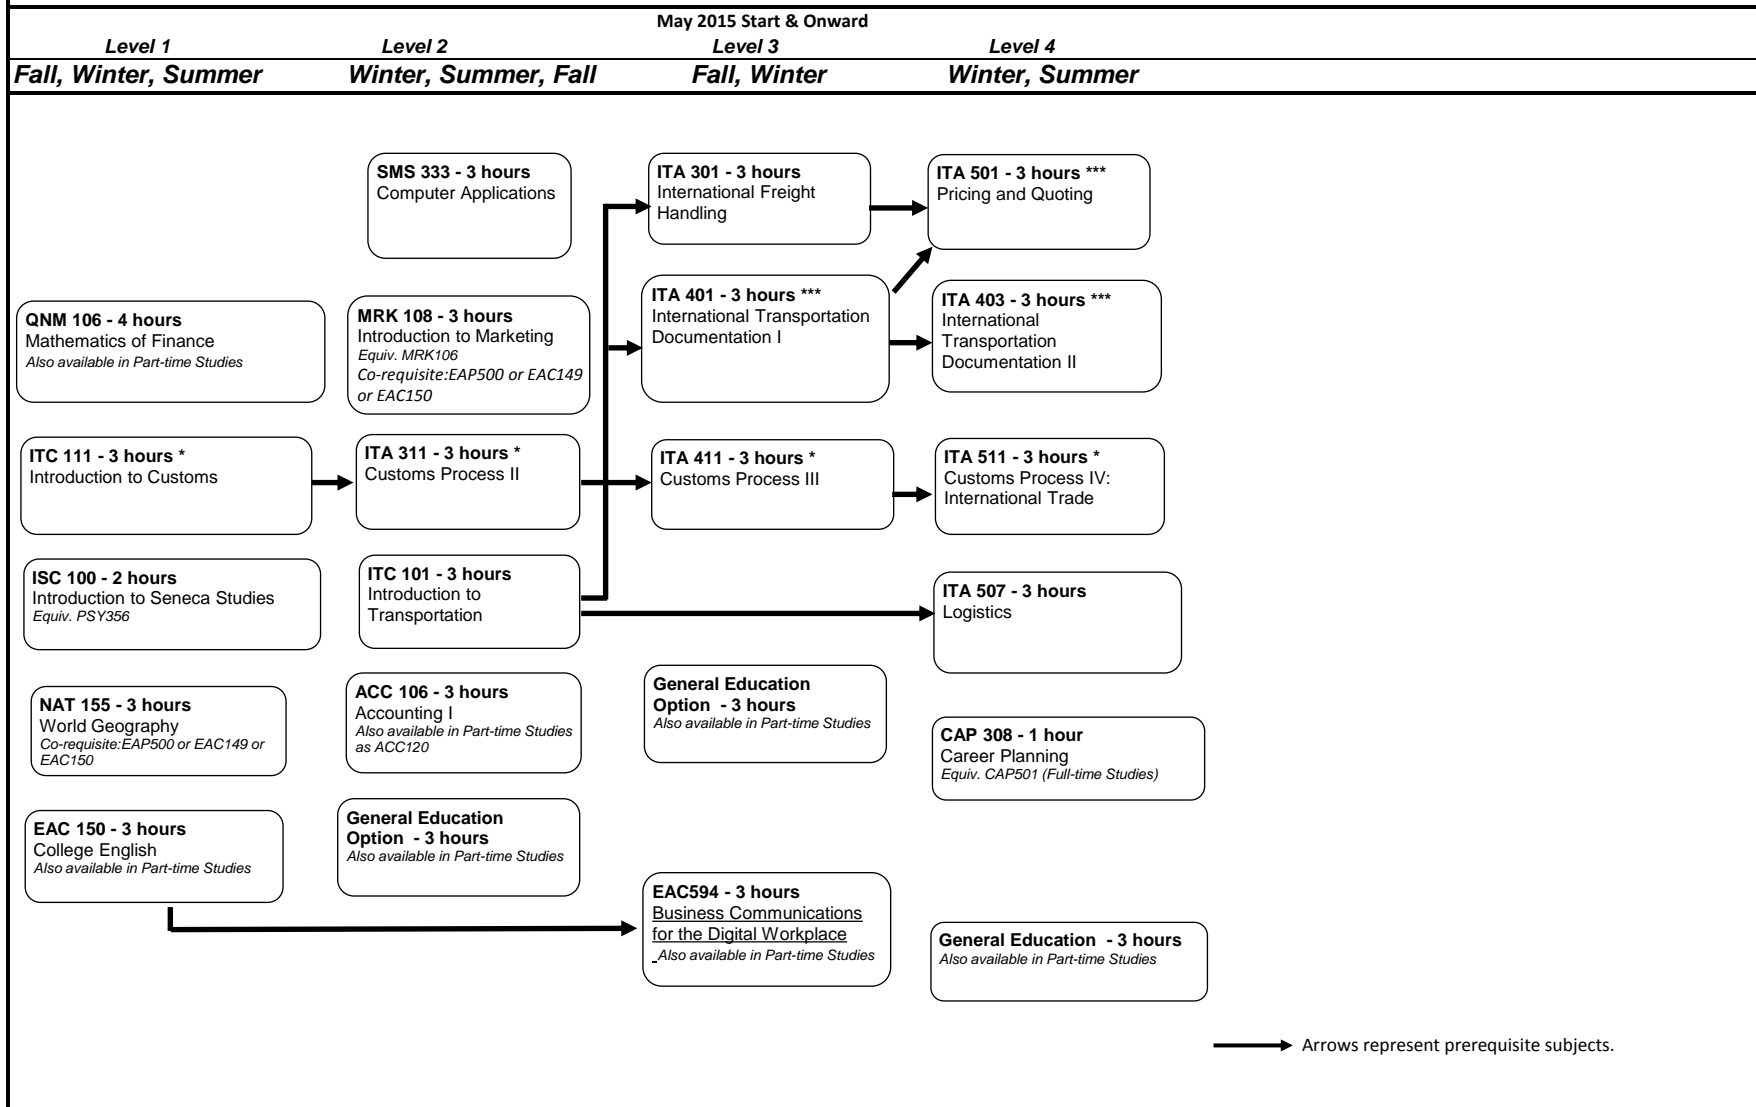 May 2015 Start & Onward
Level 1
Level 2
Level 3
Level 4
Fall, Winter, Summer
Winter, Summer, Fall
Fall, Winter
Winter, Summer
QNM 106 - 4 hours
Mathematics of Finance
Also available in Part-time Studies
ITC 111 - 3 hours *
Introduction to Customs
ISC 100 - 2 hours
Introduction to Seneca Studies
Equiv. PSY356
NAT 155 - 3 hours
World Geography
Co-requisite:EAP500 or EAC149 or
EAC150
EAC 150 - 3 hours
College English
Also available in Part-time Studies
SMS 333 - 3 hours
Computer Applications
MRK 108 - 3 hours
Introduction to Marketing
Equiv. MRK106
Co-requisite:EAP500 or EAC149
or EAC150
ITA 311 - 3 hours *
Customs Process II
ITC 101 - 3 hours
Introduction to
Transportation
ACC 106 - 3 hours
Accounting I
Also available in Part-time Studies
as ACC120
General Education
Option - 3 hours
Also available in Part-time Studies
ITA 301 - 3 hours
International Freight
Handling
ITA 401 - 3 hours ***
International Transportation
Documentation I
ITA 411 - 3 hours *
Customs Process III
General Education
Option - 3 hours
Also available in Part-time Studies
EAC594 - 3 hours
Business Communications
for the Digital Workplace
Also available in Part-time Studies
ITA 501 - 3 hours ***
Pricing and Quoting
ITA 403 - 3 hours ***
International
Transportation
Documentation II
ITA 511 - 3 hours *
Customs Process IV:
International Trade
ITA 507 - 3 hours
Logistics
CAP 308 - 1 hour
Career Planning
Equiv. CAP501 (Full-time Studies)
General Education - 3 hours
Also available in Part-time Studies
Arrows represent prerequisite subjects.